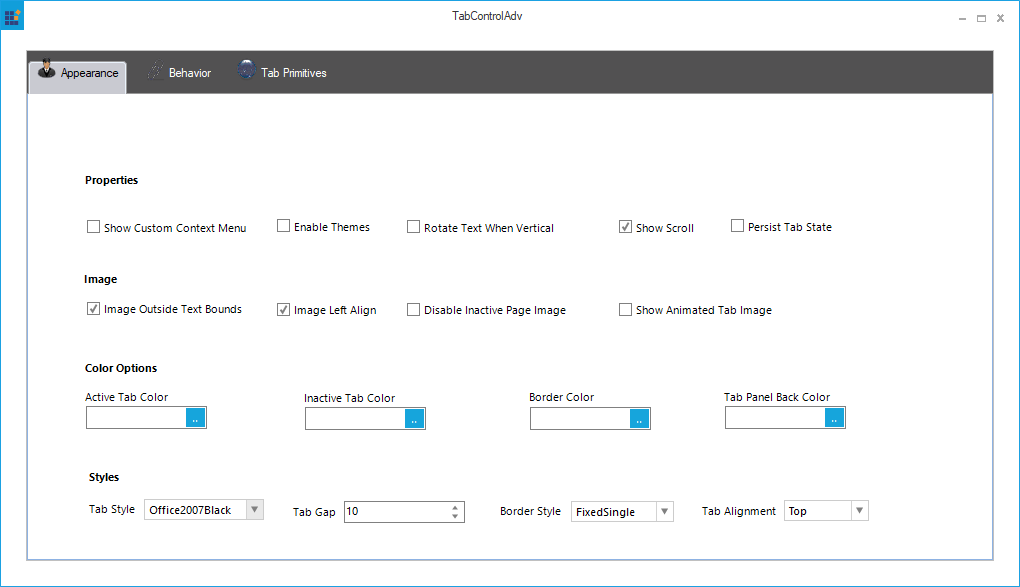 TabControlAdv
Appearance Behavior Tab Primitives
Properties
Show Custom Context Menu Enable Themes Rotate Text When Vertical Show Scroll Persist Tab State
Image
Image Outside Text Bounds Image Left Align Disable Inactive Page Image Show Animated Tab Image
Color Options
Active Tab Color Inactive Tab Color Border Color Tab Panel Back Color
.. .. .. ..
Styles
Tab Style Office2007Black Tab Gap 10 Border Style FixedSingle Tab Alignment Top